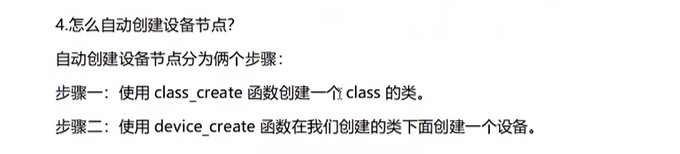 4.怎么自动创建设备节点?
自动创建设备节点分为俩个步骤：
步骤一：使用 class_create 函数创建一个 class 的类。
步骤二：使用 device_create 函数在我们创建的类下面创建一个设备。